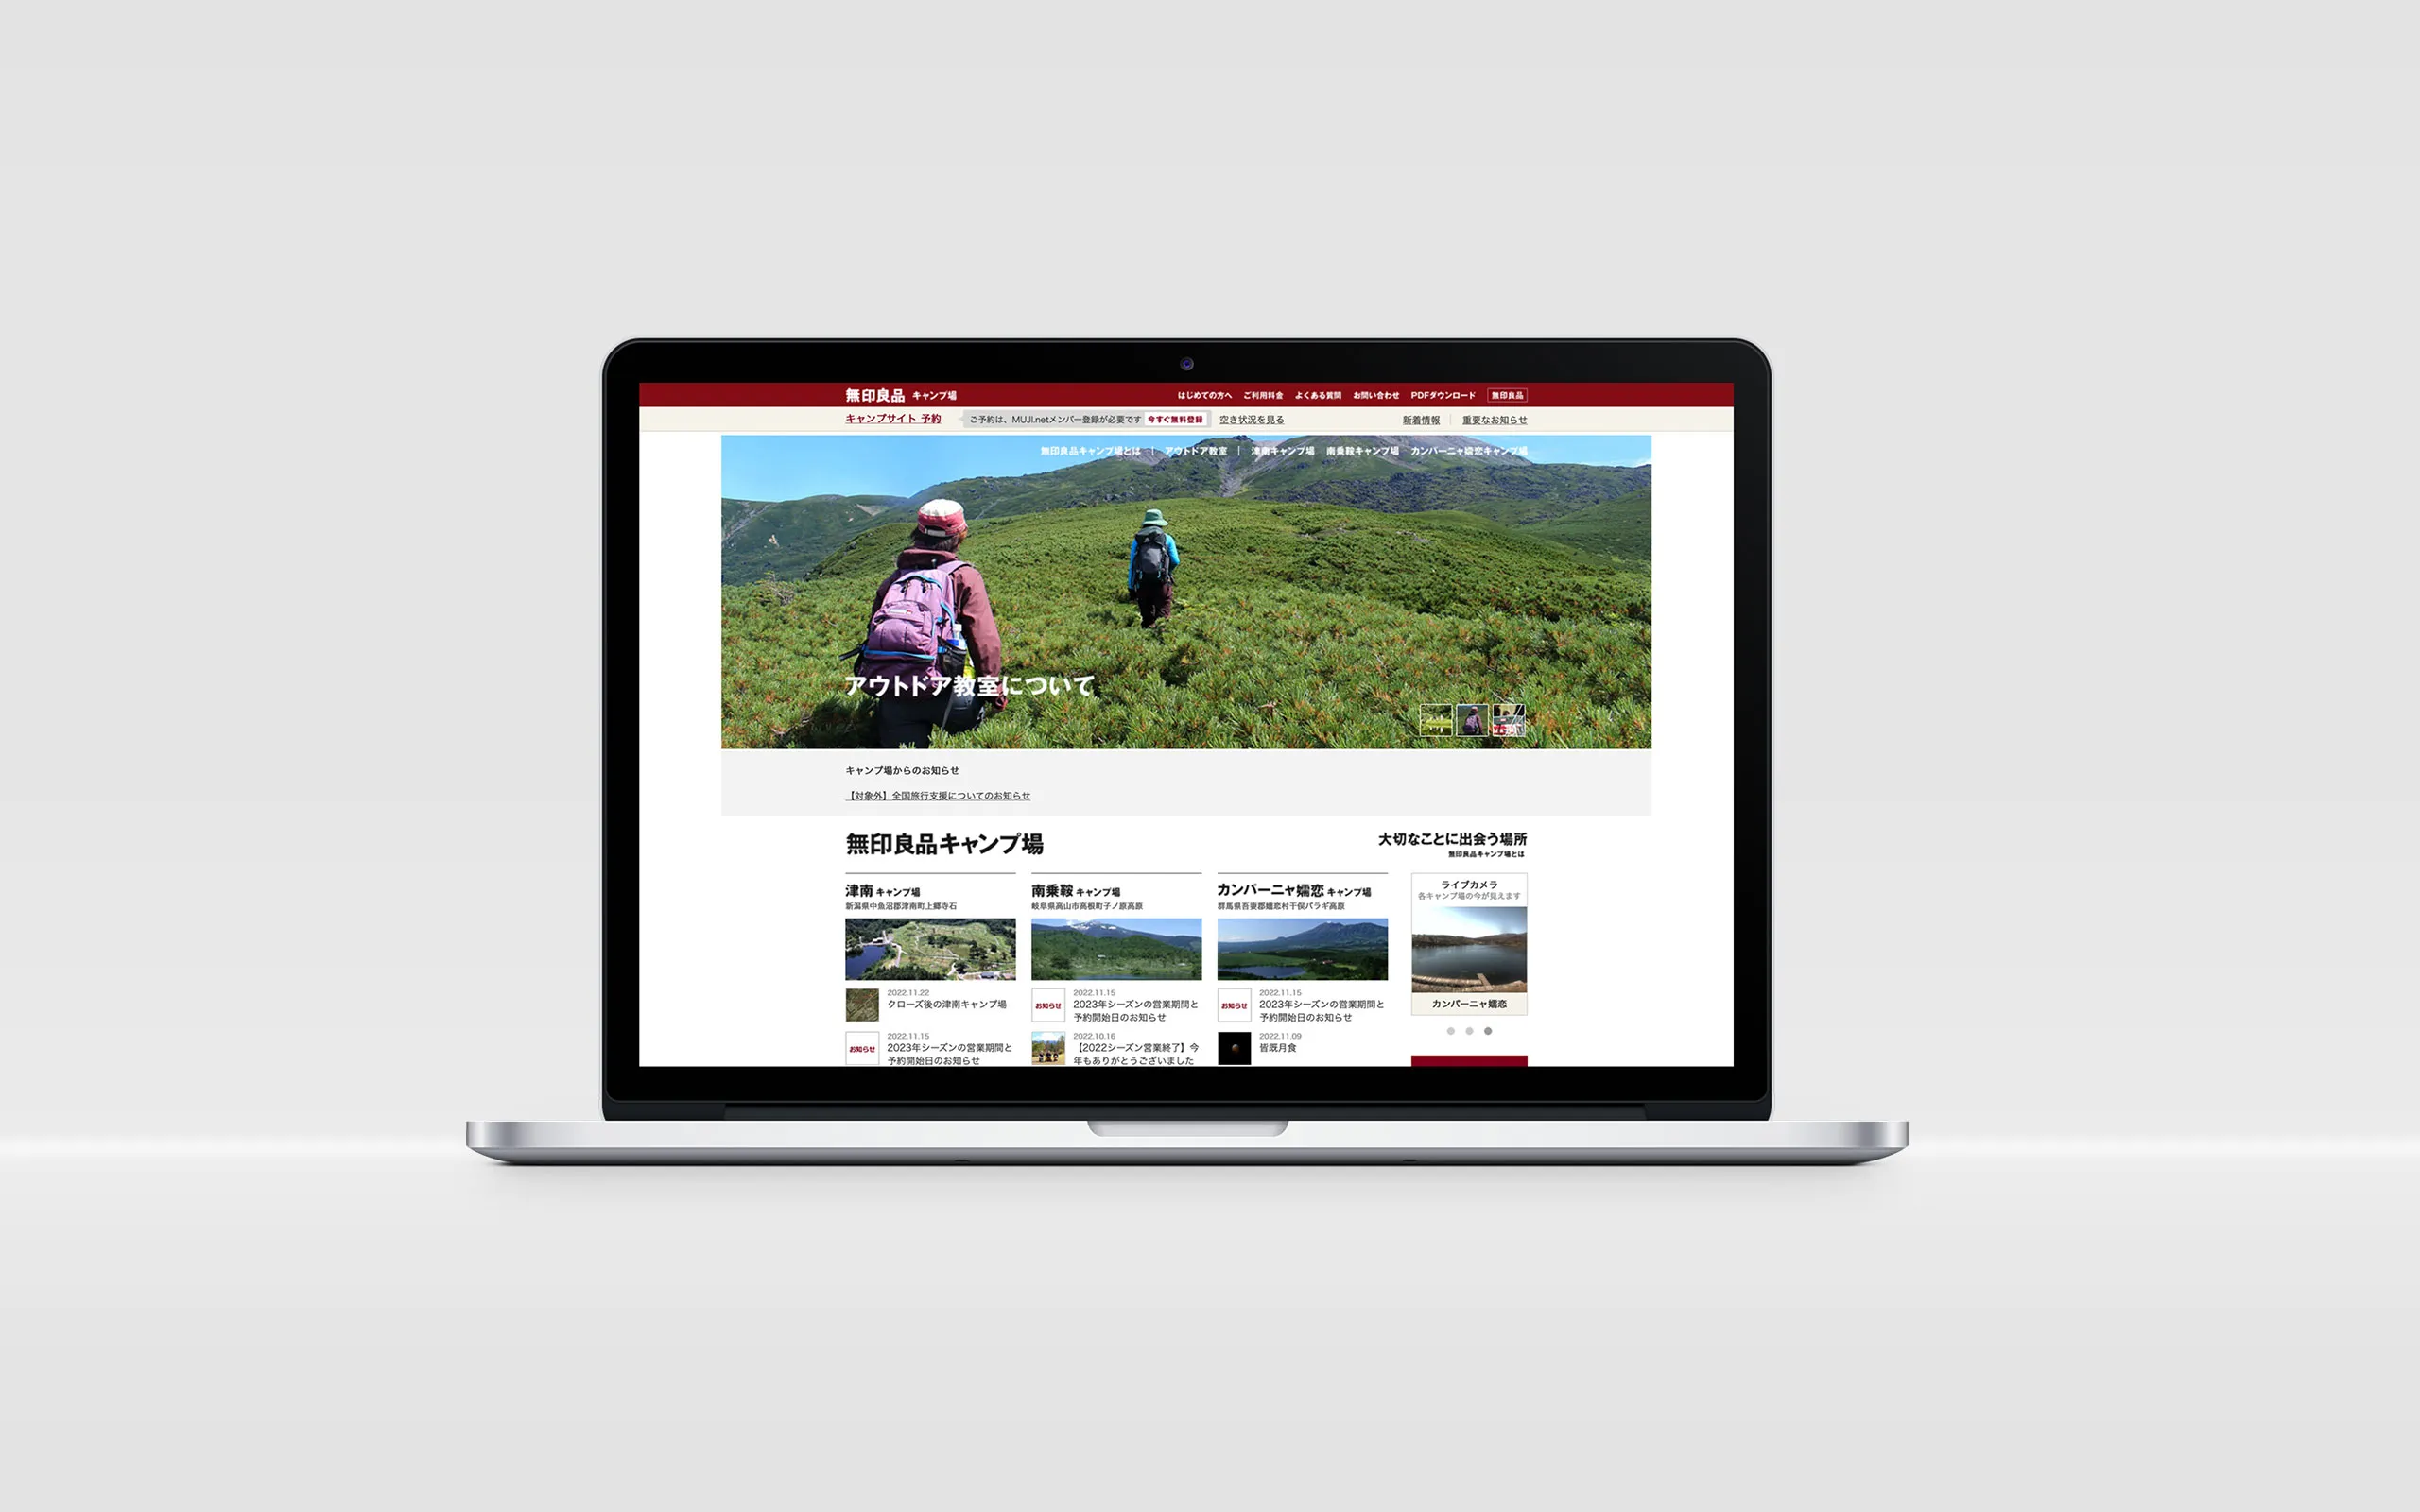 無印良品 キャンプ場
はじめての方へ ご利用料金 よくある質問 お問い合わせ PDFダウンロード 無印良品
キャンプサイト 予約 ご予約は、MUJI.netメンバー登録が必要です 今すぐ無料登録 空き状況を見る 新着情報 重要なお知らせ
無印良品キャンプ場とは | アウトドア教室 | 津南キャンプ場 南乗鞍キャンプ場 カンパーニャ嬬恋キャンプ場
アウトドア教室について
キャンプ場からのお知らせ
【対象外】全国旅行支援についてのお知らせ
無印良品キャンプ場
大切なことに出会う場所
無印良品キャンプ場とは
津南 キャンプ場
新潟県中魚沼郡津南町上郷寺石
クローズ後の津南キャンプ場
2022.11.22
お知らせ
2022.11.15
2023年シーズンの営業期間と
予約開始日のお知らせ
南乗鞍 キャンプ場
岐阜県高山市高根町子ノ原高原
お知らせ
2022.11.15
2023年シーズンの営業期間と
予約開始日のお知らせ
2022.10.16
【2022シーズン営業終了】今
年もありがとうございました
カンパーニャ嬬恋 キャンプ場
群馬県吾妻郡嬬恋村干俣バラギ高原
お知らせ
2022.11.15
2023年シーズンの営業期間と
予約開始日のお知らせ
2022.11.09
皆既月食
ライブカメラ
各キャンプ場の今が見えます
カンパーニャ嬬恋